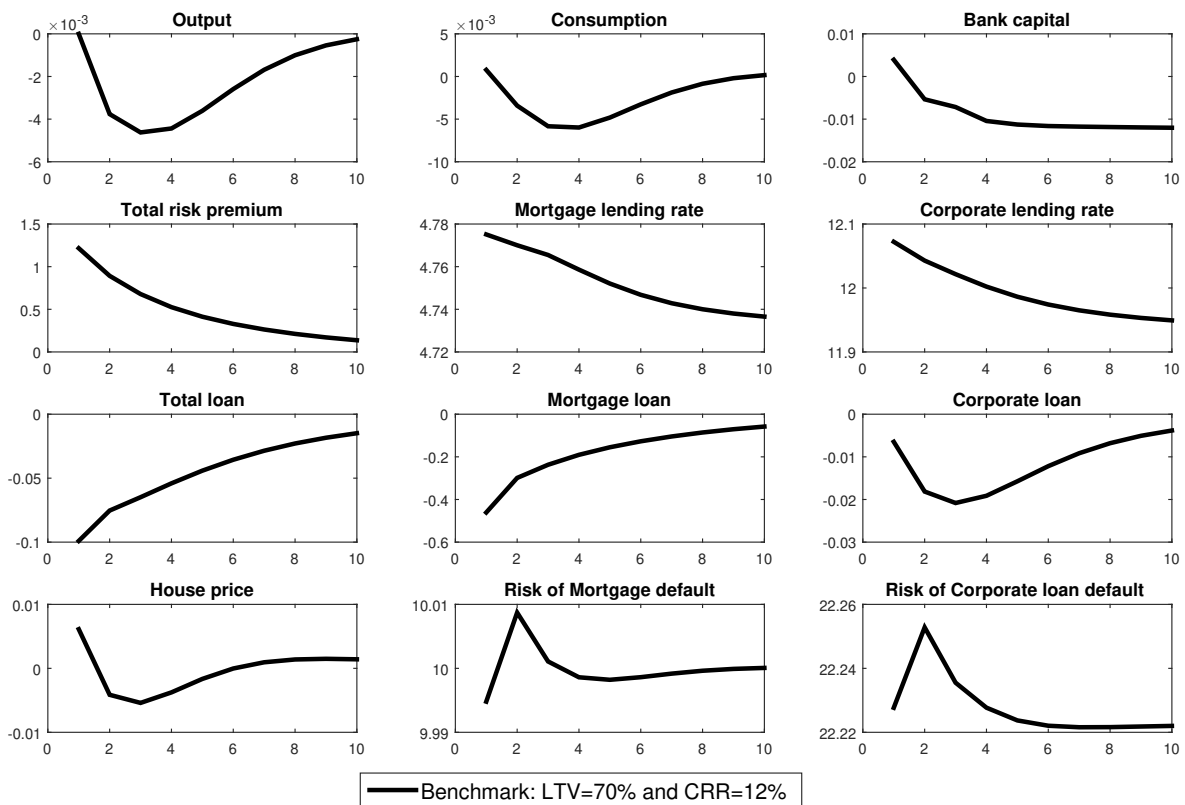 Output
×10⁻³
0
-2
-4
-6
0 2 4 6 8 10
Consumption
×10⁻³
5
0
-5
-10
0 2 4 6 8 10
Bank capital
0.01
0
-0.01
-0.02
0 2 4 6 8 10
Total risk premium
1.5
1
0.5
0
0 2 4 6 8 10
Mortgage lending rate
4.78
4.76
4.74
4.72
0 2 4 6 8 10
Corporate lending rate
12.1
12
11.9
0 2 4 6 8 10
Total loan
0
-0.05
-0.1
0 2 4 6 8 10
Mortgage loan
0
-0.2
-0.4
-0.6
0 2 4 6 8 10
Corporate loan
0
-0.01
-0.02
-0.03
0 2 4 6 8 10
House price
0.01
0
-0.01
0 2 4 6 8 10
Risk of Mortgage default
10.01
10
9.99
0 2 4 6 8 10
Risk of Corporate loan default
22.26
22.24
22.22
0 2 4 6 8 10
Benchmark: LTV=70% and CRR=12%